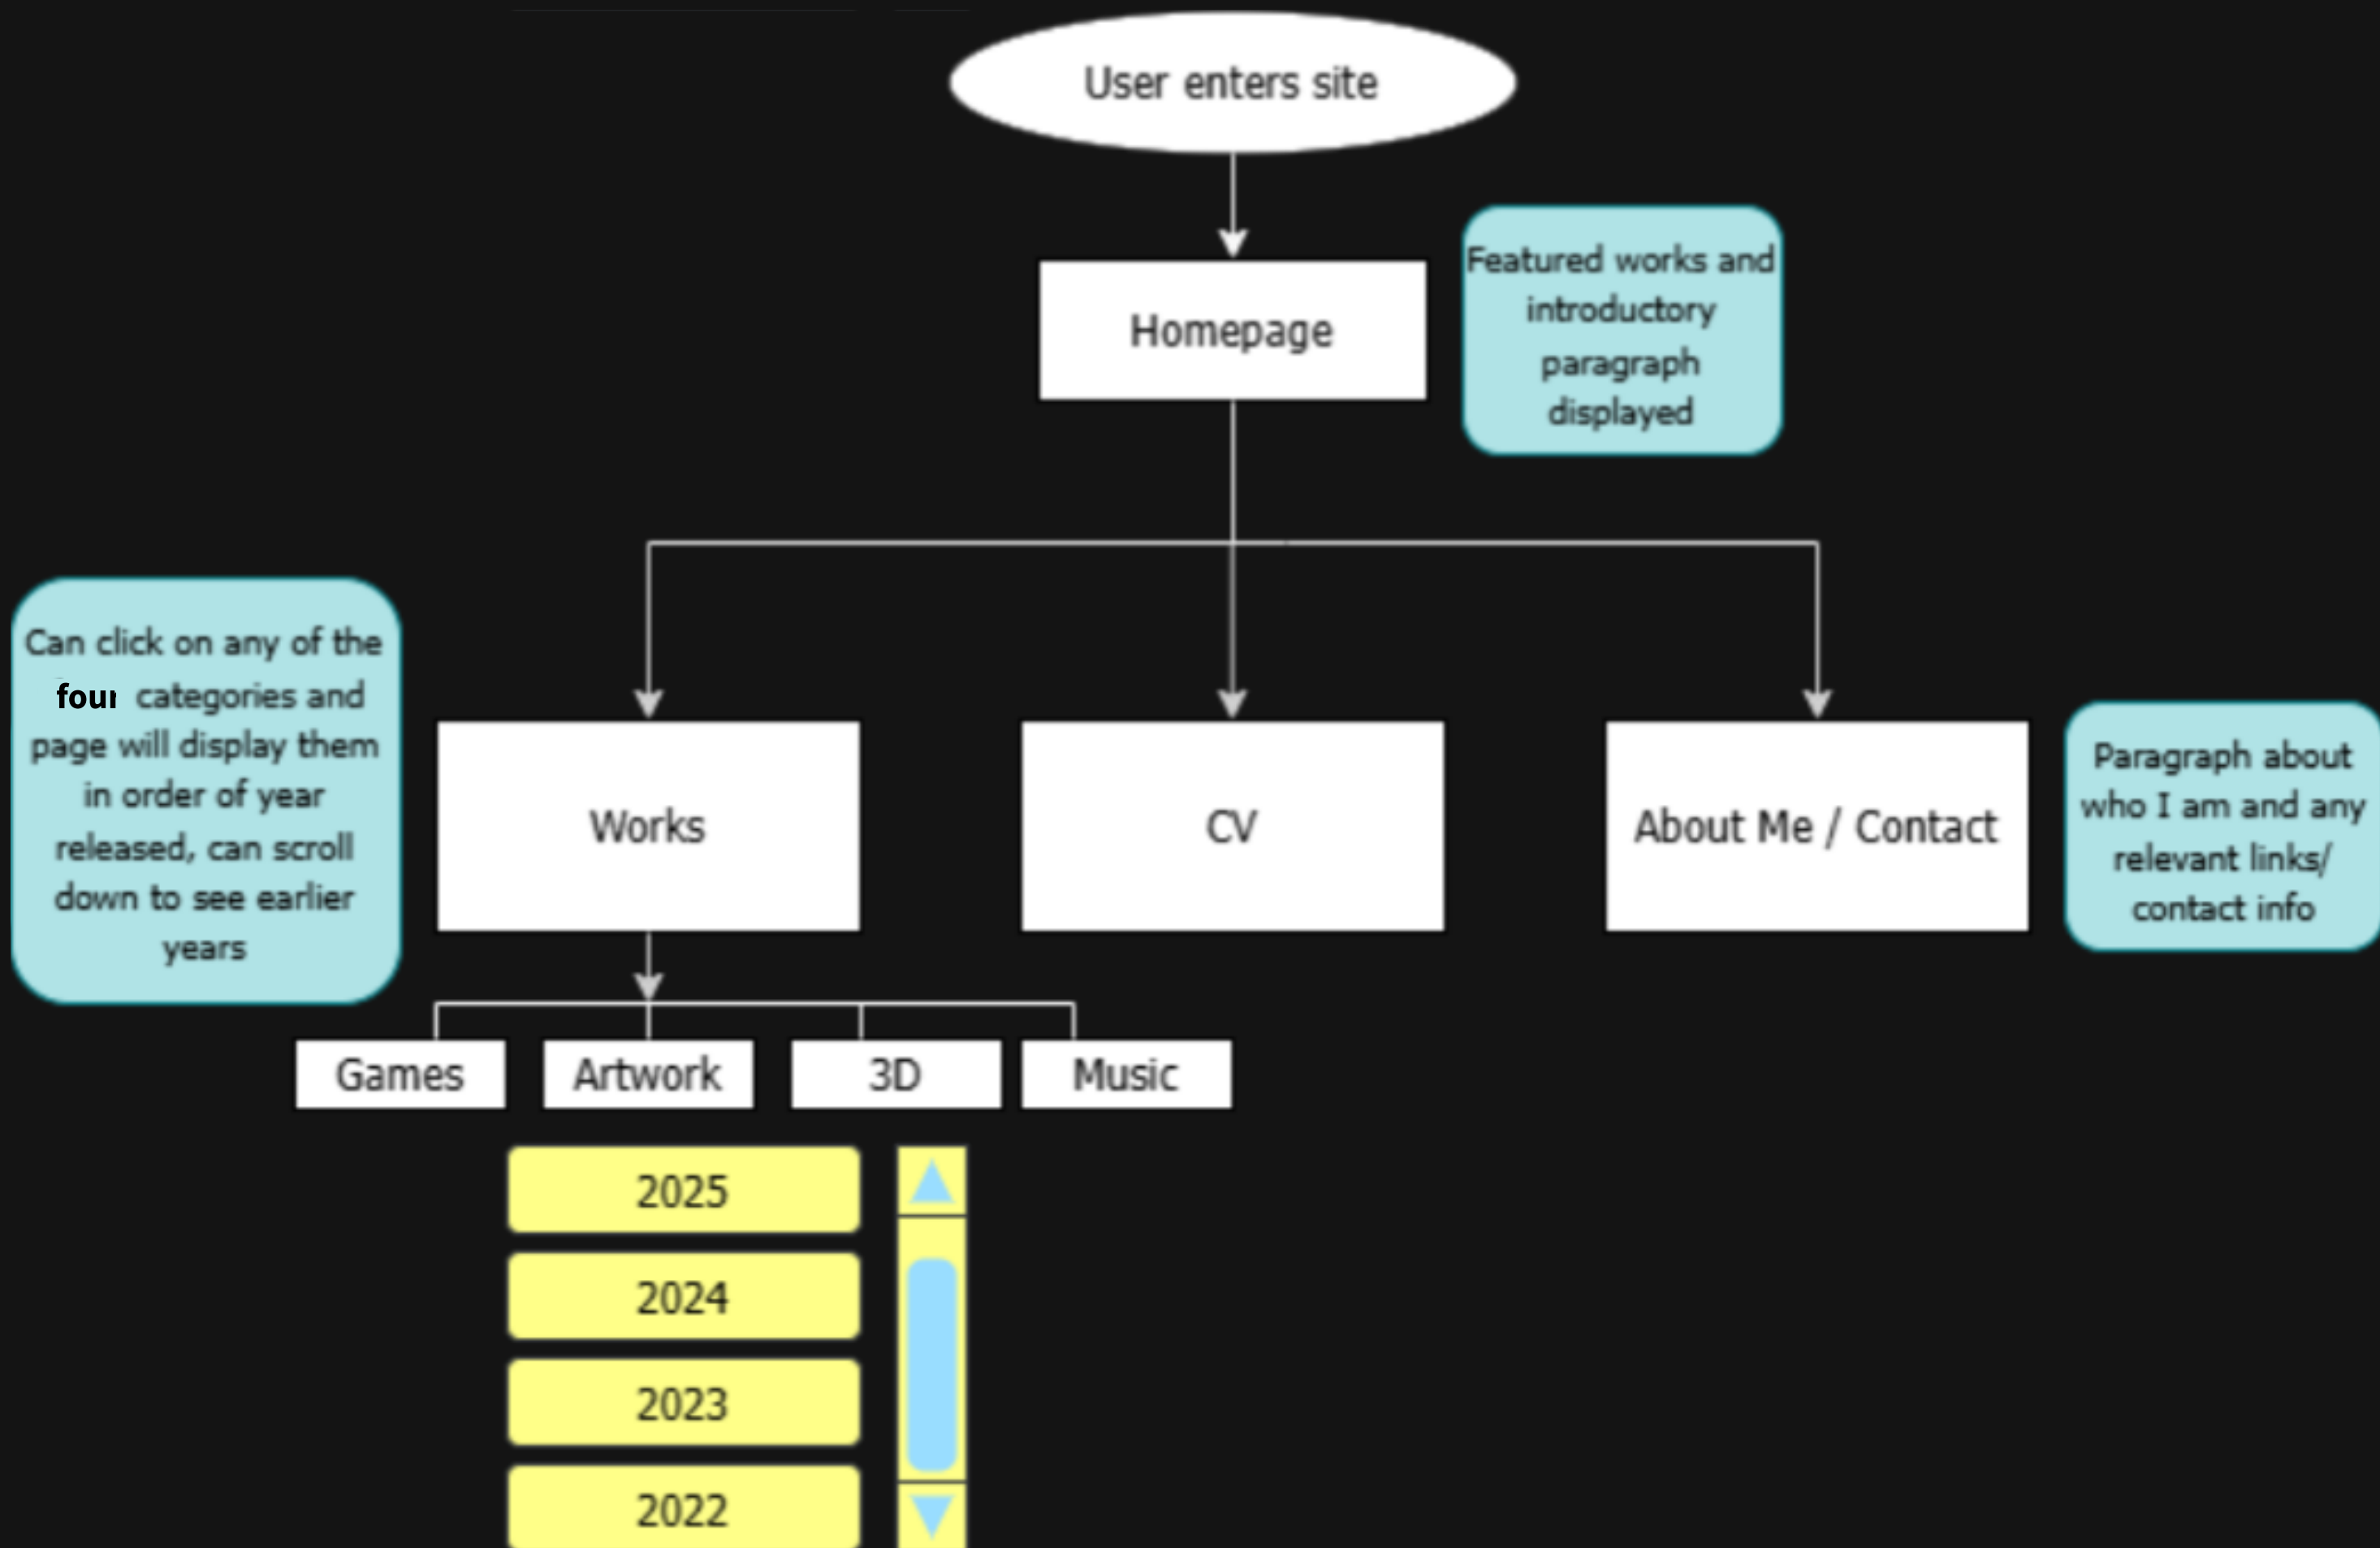 User enters site
Homepage
Featured works and
introductory
paragraph
displayed
Can click on any of the
four categories and
page will display them
in order of year
released, can scroll
down to see earlier
years
Works
CV
About Me / Contact
Paragraph about
who I am and any
relevant links/
contact info
Games
Artwork
3D
Music
2025
2024
2023
2022